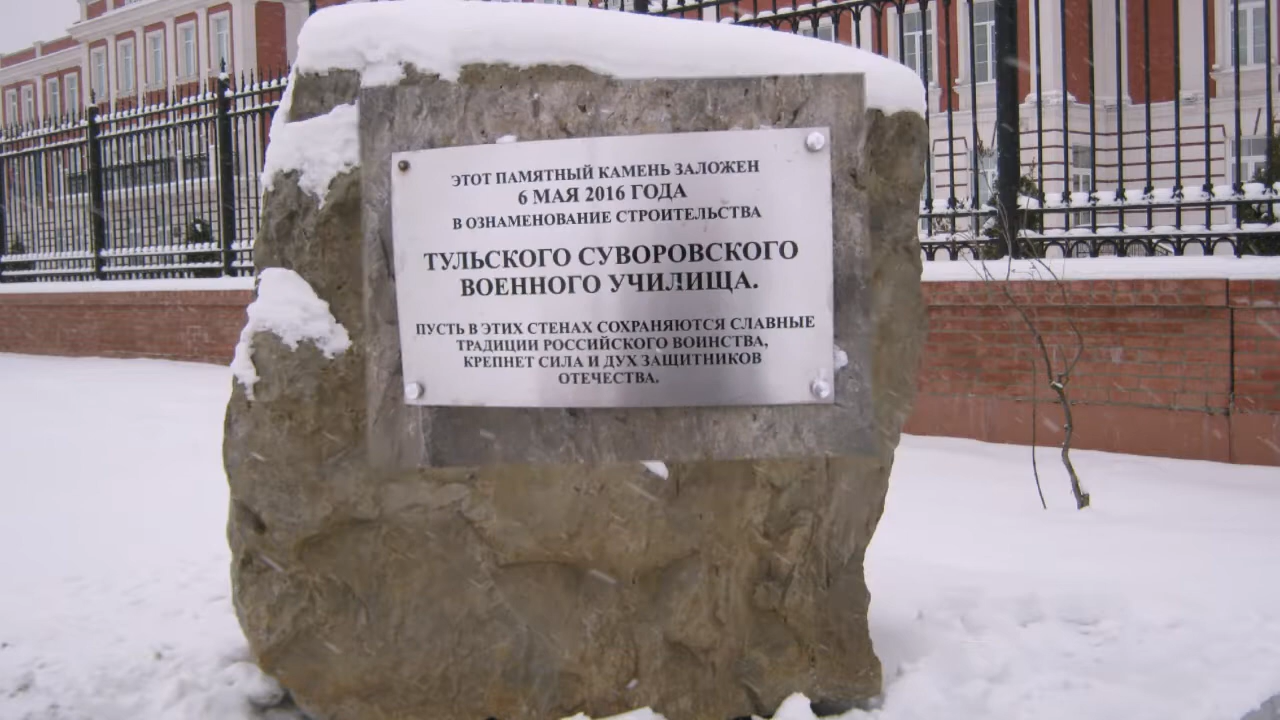 ЭТОТ ПАМЯТНЫЙ КАМЕНЬ ЗАЛОЖЕН
6 МАЯ 2016 ГОДА
В ОЗНАМЕНОВАНИЕ СТРОИТЕЛЬСТВА
ТУЛЬСКОГО СУВОРОВСКОГО
ВОЕННОГО УЧИЛИЩА.
ПУСТЬ В ЭТИХ СТЕНАХ СОХРАНЯЮТСЯ СЛАВНЫЕ
ТРАДИЦИИ РОССИЙСКОГО ВОИНСТВА,
КРЕПНЕТ СИЛА И ДУХ ЗАЩИТНИКОВ
ОТЕЧЕСТВА.